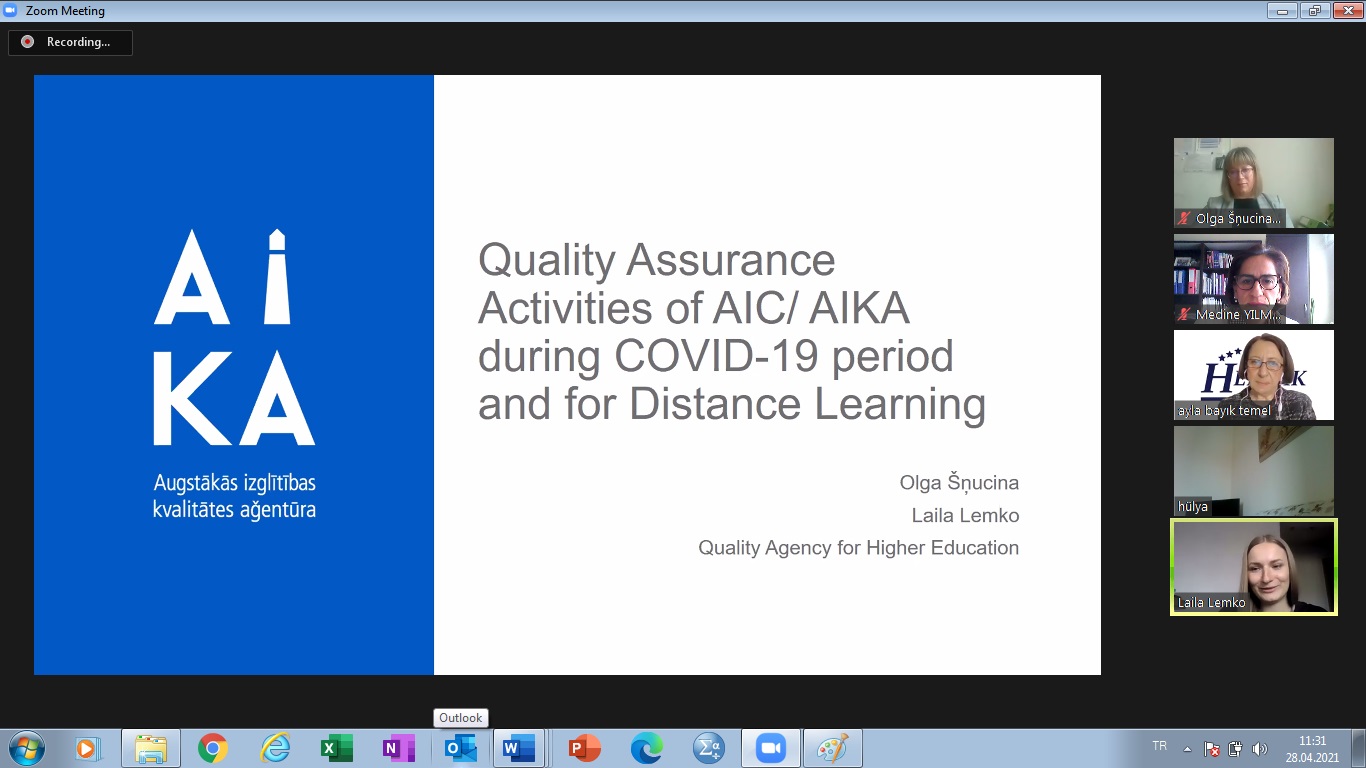 Zoom Meeting
Recording...
AI
KA
Augstākās izglītības
kvalitātes aģentūra
Quality Assurance
Activities of AIC/ AIKA
during COVID-19 period
and for Distance Learning
Olga Šņucina
Laila Lemko
Quality Agency for Higher Education
Olga Šņucina...
Medine YILM...
ayla bayık temel
hülya
Laila Lemko
Outlook
TR
11:31
28.04.2021